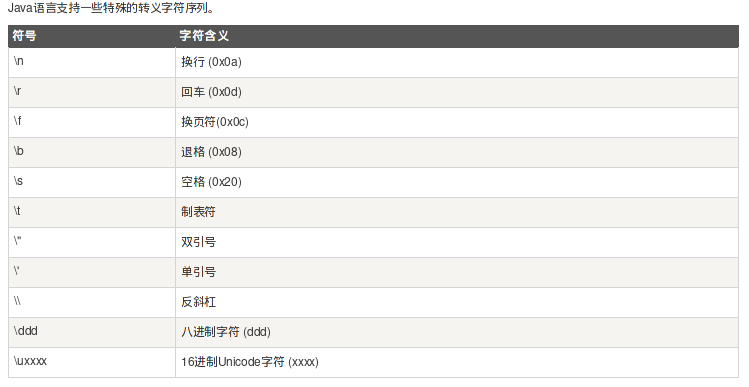 Java语言支持一些特殊的转义字符序列。
符号 字符含义
\n 换行 (0x0a)
\r 回车 (0x0d)
\f 换页符(0x0c)
\b 退格 (0x08)
\s 空格 (0x20)
\t 制表符
\" 双引号
\' 单引号
\\ 反斜杠
\ddd 八进制字符 (ddd)
\uxxxx 16进制Unicode字符 (xxxx)